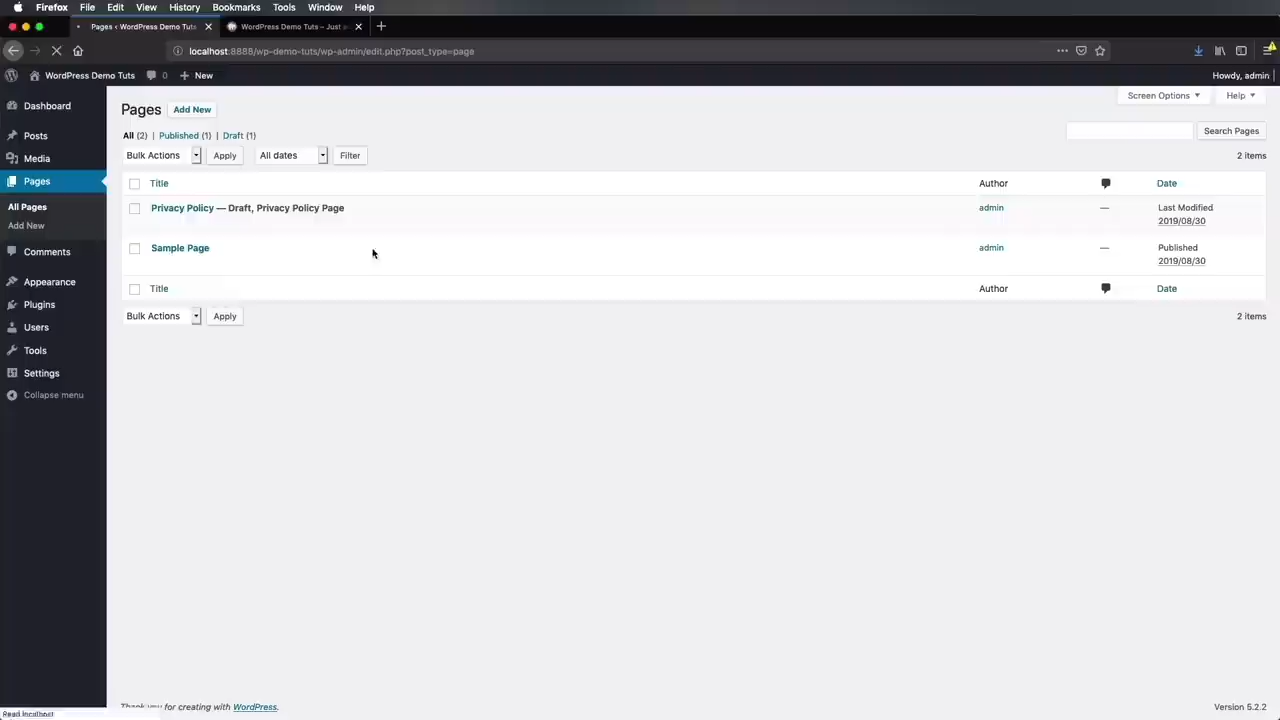 Firefox File Edit View History Bookmarks Tools Window Help
Pages ‹ WordPress Demo Tuts WordPress Demo Tuts – Just
localhost:8888/wp-demo-tuts/wp-admin/edit.php?post_type=page
WordPress Demo Tuts 0 New Howdy, admin
Screen Options Help
Dashboard
Posts
Media
Pages
All Pages
Add New
Comments
Appearance
Plugins
Users
Tools
Settings
Collapse menu
Pages Add New
All (2) | Published (1) | Draft (1)
Search Pages
Bulk Actions Apply All dates Filter 2 items
Title Author Date
Privacy Policy — Draft, Privacy Policy Page admin — Last Modified
2019/08/30
Sample Page admin — Published
2019/08/30
Title Author Date
Bulk Actions Apply 2 items
Thank you for creating with WordPress. Version 5.2.2
Read localhost